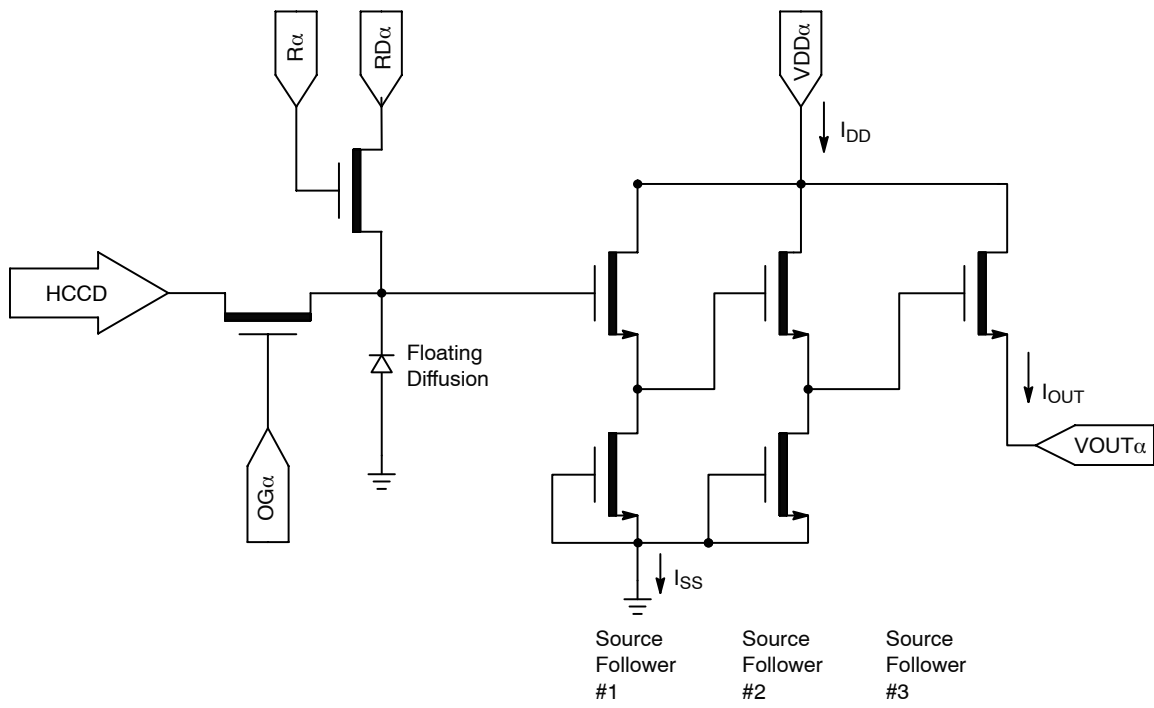 Rα
RDα
VDDα
IDD
HCCD
Floating
Diffusion
IOUT
VOUTα
OGα
ISS
Source
Follower
#1
Source
Follower
#2
Source
Follower
#3